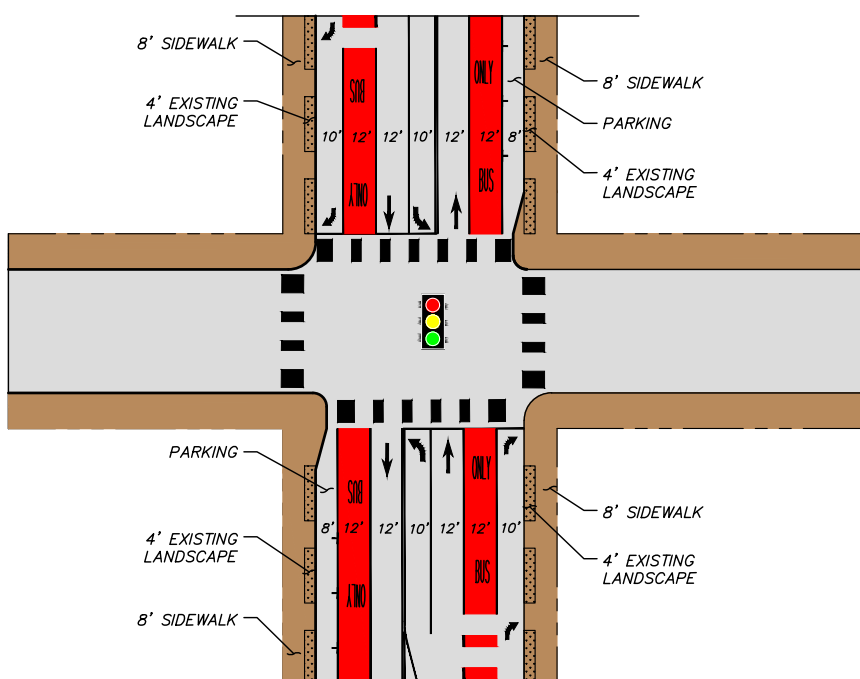 8' SIDEWALK
4' EXISTING
LANDSCAPE
BUS
ONLY
10' 12' 12' 10' 12' 12' 8'
ONLY
BUS
8' SIDEWALK
PARKING
4' EXISTING
LANDSCAPE
PARKING
4' EXISTING
LANDSCAPE
8' SIDEWALK
BUS
ONLY
8' 12' 12' 10' 12' 12' 10'
ONLY
BUS
8' SIDEWALK
4' EXISTING
LANDSCAPE